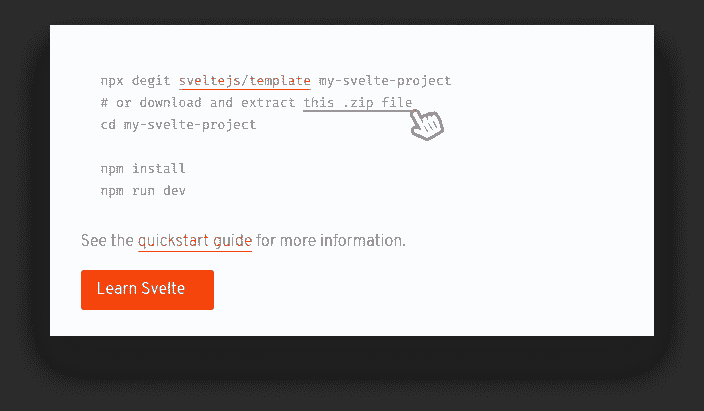 npx degit sveltejs/template my-svelte-project
# or download and extract this .zip file
cd my-svelte-project
npm install
npm run dev
See the quickstart guide for more information.
Learn Svelte